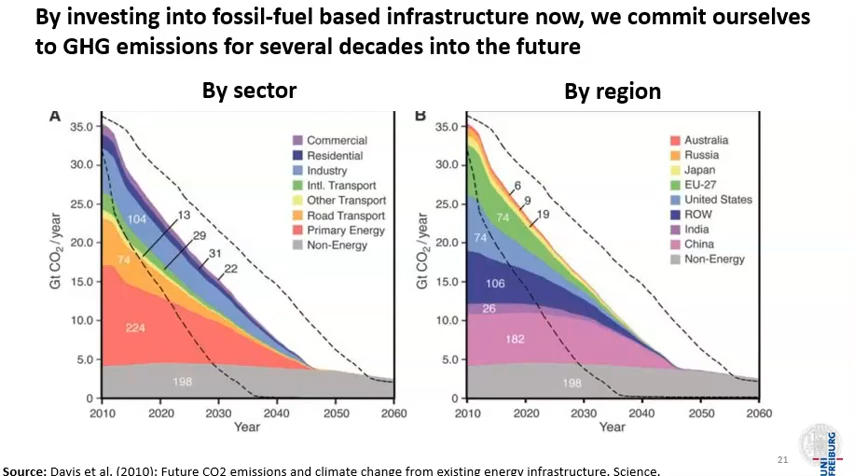 By investing into fossil-fuel based infrastructure now, we commit ourselves
to GHG emissions for several decades into the future
By sector
By region
A
35.0
30.0
25.0
20.0
15.0
10.0
5.0
0
Gt CO2/year
2010
2020
2030
2040
2050
2060
Year
Commercial
Residential
Industry
Intl. Transport
Other Transport
Road Transport
Primary Energy
Non-Energy
104
13
29
31
22
74
224
198
B
35.0
30.0
25.0
20.0
15.0
10.0
5.0
0
Gt CO2/year
2010
2020
2030
2040
2050
2060
Year
Australia
Russia
Japan
EU-27
United States
ROW
India
China
Non-Energy
6
9
19
74
74
106
26
182
198
21
Source: Davis et al. (2010): Future CO2 emissions and climate change from existing energy infrastructure. Science.
UNI
FREIBURG